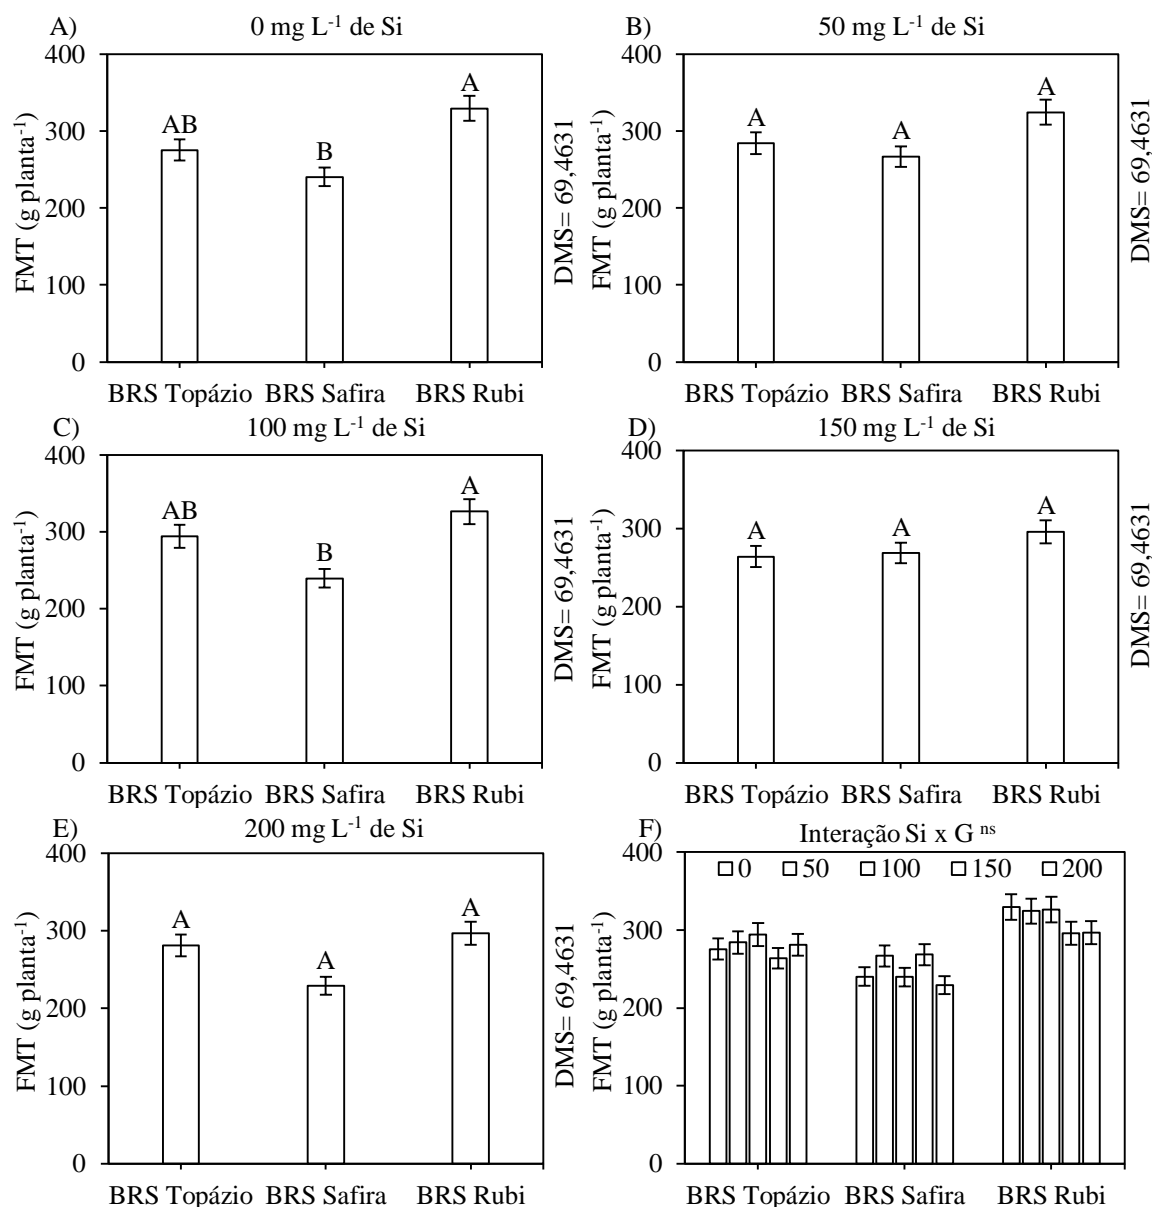 A)
0 mg L⁻¹ de Si
FMT (g planta⁻¹)
400
300
200
100
0
AB
B
A
BRS Topázio BRS Safira BRS Rubi
DMS= 69,4631
B)
50 mg L⁻¹ de Si
FMT (g planta⁻¹)
400
300
200
100
0
A
A
A
BRS Topázio BRS Safira BRS Rubi
DMS= 69,4631
C)
100 mg L⁻¹ de Si
FMT (g planta⁻¹)
400
300
200
100
0
AB
B
A
BRS Topázio BRS Safira BRS Rubi
DMS= 69,4631
D)
150 mg L⁻¹ de Si
FMT (g planta⁻¹)
400
300
200
100
0
A
A
A
BRS Topázio BRS Safira BRS Rubi
DMS= 69,4631
E)
200 mg L⁻¹ de Si
FMT (g planta⁻¹)
400
300
200
100
0
A
A
A
BRS Topázio BRS Safira BRS Rubi
DMS= 69,4631
F)
Interação Si x G ⁿˢ
FMT (g planta⁻¹)
400
300
200
100
0
0 50 100 150 200
BRS Topázio BRS Safira BRS Rubi